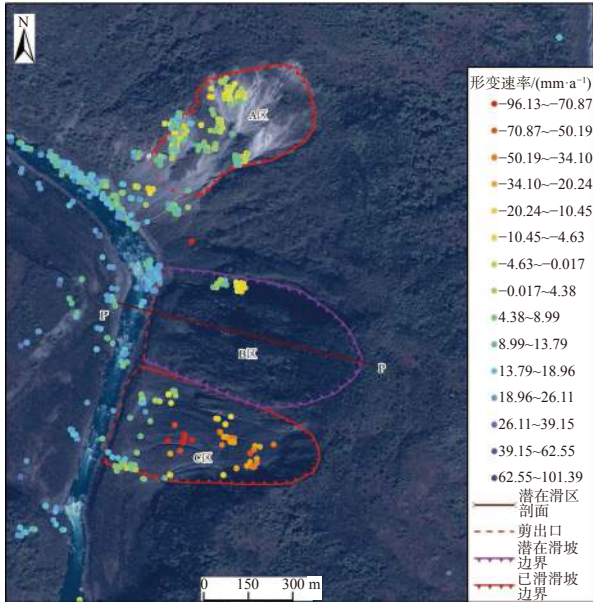 N
A区
P'
B区
P
C区
0 150 300 m
形变速率/(mm·a⁻¹)
−96.13~−70.87
−70.87~−50.19
−50.19~−34.10
−34.10~−20.24
−20.24~−10.45
−10.45~−4.63
−4.63~−0.017
−0.017~4.38
4.38~8.99
8.99~13.79
13.79~18.96
18.96~26.11
26.11~39.15
39.15~62.55
62.55~101.39
潜在滑区
剖面
剪出口
潜在滑坡
边界
已滑滑坡
边界